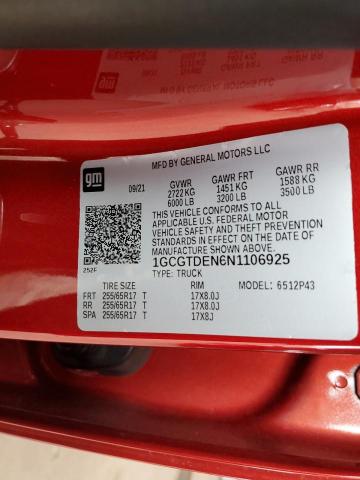 MFD BY GENERAL MOTORS LLC
gm
09/21 GVWR GAWR FRT GAWR RR
2722 KG 1451 KG 1588 KG
6000 LB 3200 LB 3500 LB
THIS VEHICLE CONFORMS TO ALL
APPLICABLE U.S. FEDERAL MOTOR
VEHICLE SAFETY AND THEFT PREVENTION
STANDARDS IN EFFECT ON THE DATE OF
MANUFACTURE SHOWN ABOVE.
252F
1GCGTDEN6N1106925
TYPE: TRUCK
TIRE SIZE RIM MODEL: 6512P43
FRT 255/65R17 T 17X8.0J
RR 255/65R17 T 17X8.0J
SPA 255/65R17 T 17X8J